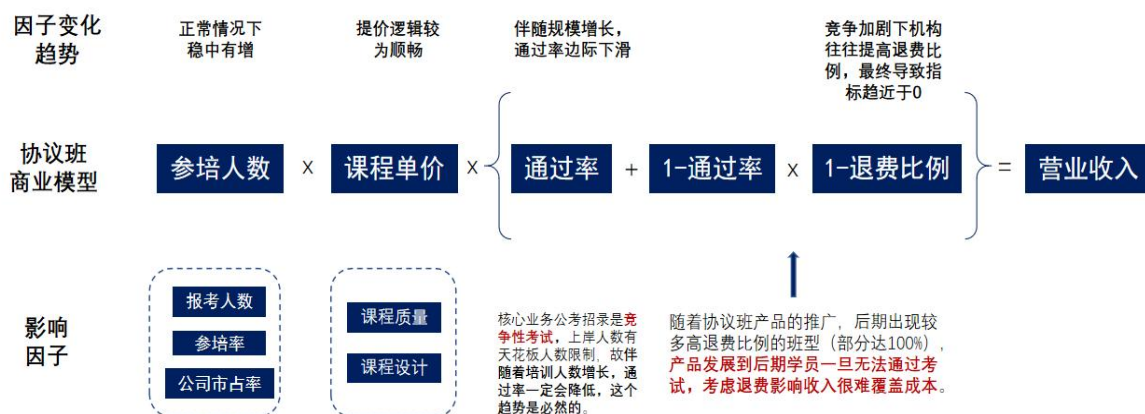 因子变化
趋势
正常情况下
稳中有增
提价逻辑较
为顺畅
伴随规模增长，
通过率边际下滑
竞争加剧下机构
往往提高退费比
例，最终导致指
标趋近于0
协议班
商业模型
参培人数
x
课程单价
x
通过率
+
1-通过率
x
1-退费比例
=
营业收入
影响
因子
报考人数
参培率
公司市占率
课程质量
课程设计
核心业务公考招录是竞
争性考试，上岸人数有
天花板人数限制，故伴
随着培训人数增长，通
过率一定会降低，这个
趋势是必然的。
随着协议班产品的推广，后期出现较
多高退费比例的班型（部分达100%），
产品发展到后期学员一旦无法通过考
试，考虑退费影响收入很难覆盖成本。